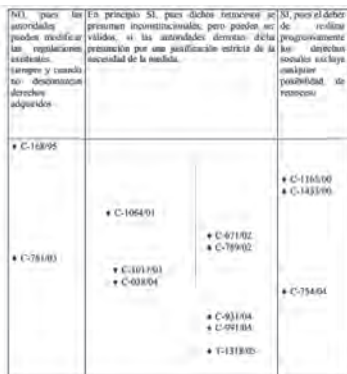 NO, pues las
autoridades
pueden modificar
las regulaciones
existentes,
siempre y cuando
no desconozcan
derechos
adquiridos
En principio SI, pues dichos retrocesos se
presumen inconstitucionales, pero pueden ser
válidos, si las autoridades derrotan dicha
presunción por una justificación estricta de la
necesidad de la medida.
SI, pues el deber
de realizar
progresivamente
los derechos
sociales excluye
cualquier
posibilidad de
retroceso
♦ C-168/95
♦ C-1165/00
♦ C-1433/00
♦ C-1064/01
♦ C-671/02
♦ C-789/02
♦ C-781/03
♦ C-1017/03
♦ C-038/04
♦ C-754/04
♦ C-931/04
♦ C-991/04
♦ T-1318/05